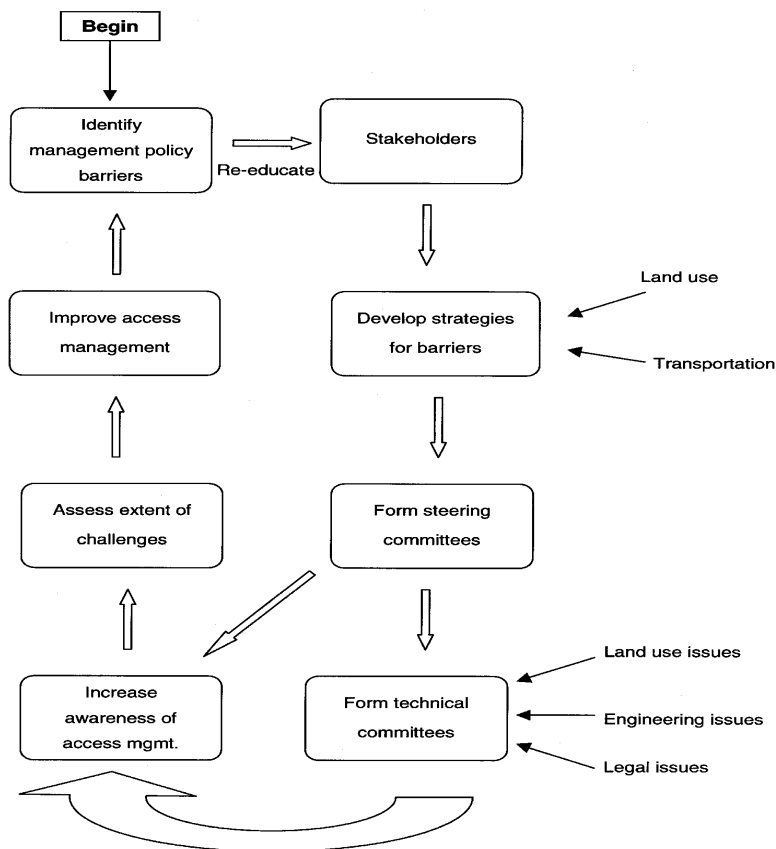 Begin
Identify
management policy
barriers
Re-educate
Stakeholders
Develop strategies
for barriers
Land use
Transportation
Improve access
management
Assess extent of
challenges
Form steering
committees
Increase
awareness of
access mgmt.
Form technical
committees
Land use issues
Engineering issues
Legal issues